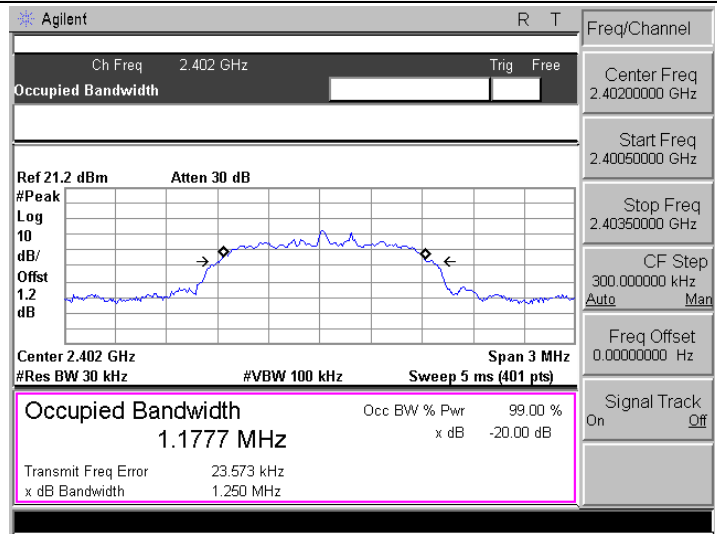 Agilent R T
Ch Freq 2.402 GHz Trig Free
Occupied Bandwidth
Ref 21.2 dBm Atten 30 dB
#Peak
Log
10
dB/
Offst
1.2
dB
Center 2.402 GHz Span 3 MHz
#Res BW 30 kHz #VBW 100 kHz Sweep 5 ms (401 pts)
Occupied Bandwidth Occ BW % Pwr 99.00 %
1.1777 MHz x dB -20.00 dB
Transmit Freq Error 23.573 kHz
x dB Bandwidth 1.250 MHz
Freq/Channel
Center Freq
2.40200000 GHz
Start Freq
2.40050000 GHz
Stop Freq
2.40350000 GHz
CF Step
300.000000 kHz
Auto Man
Freq Offset
0.00000000 Hz
Signal Track
On Off